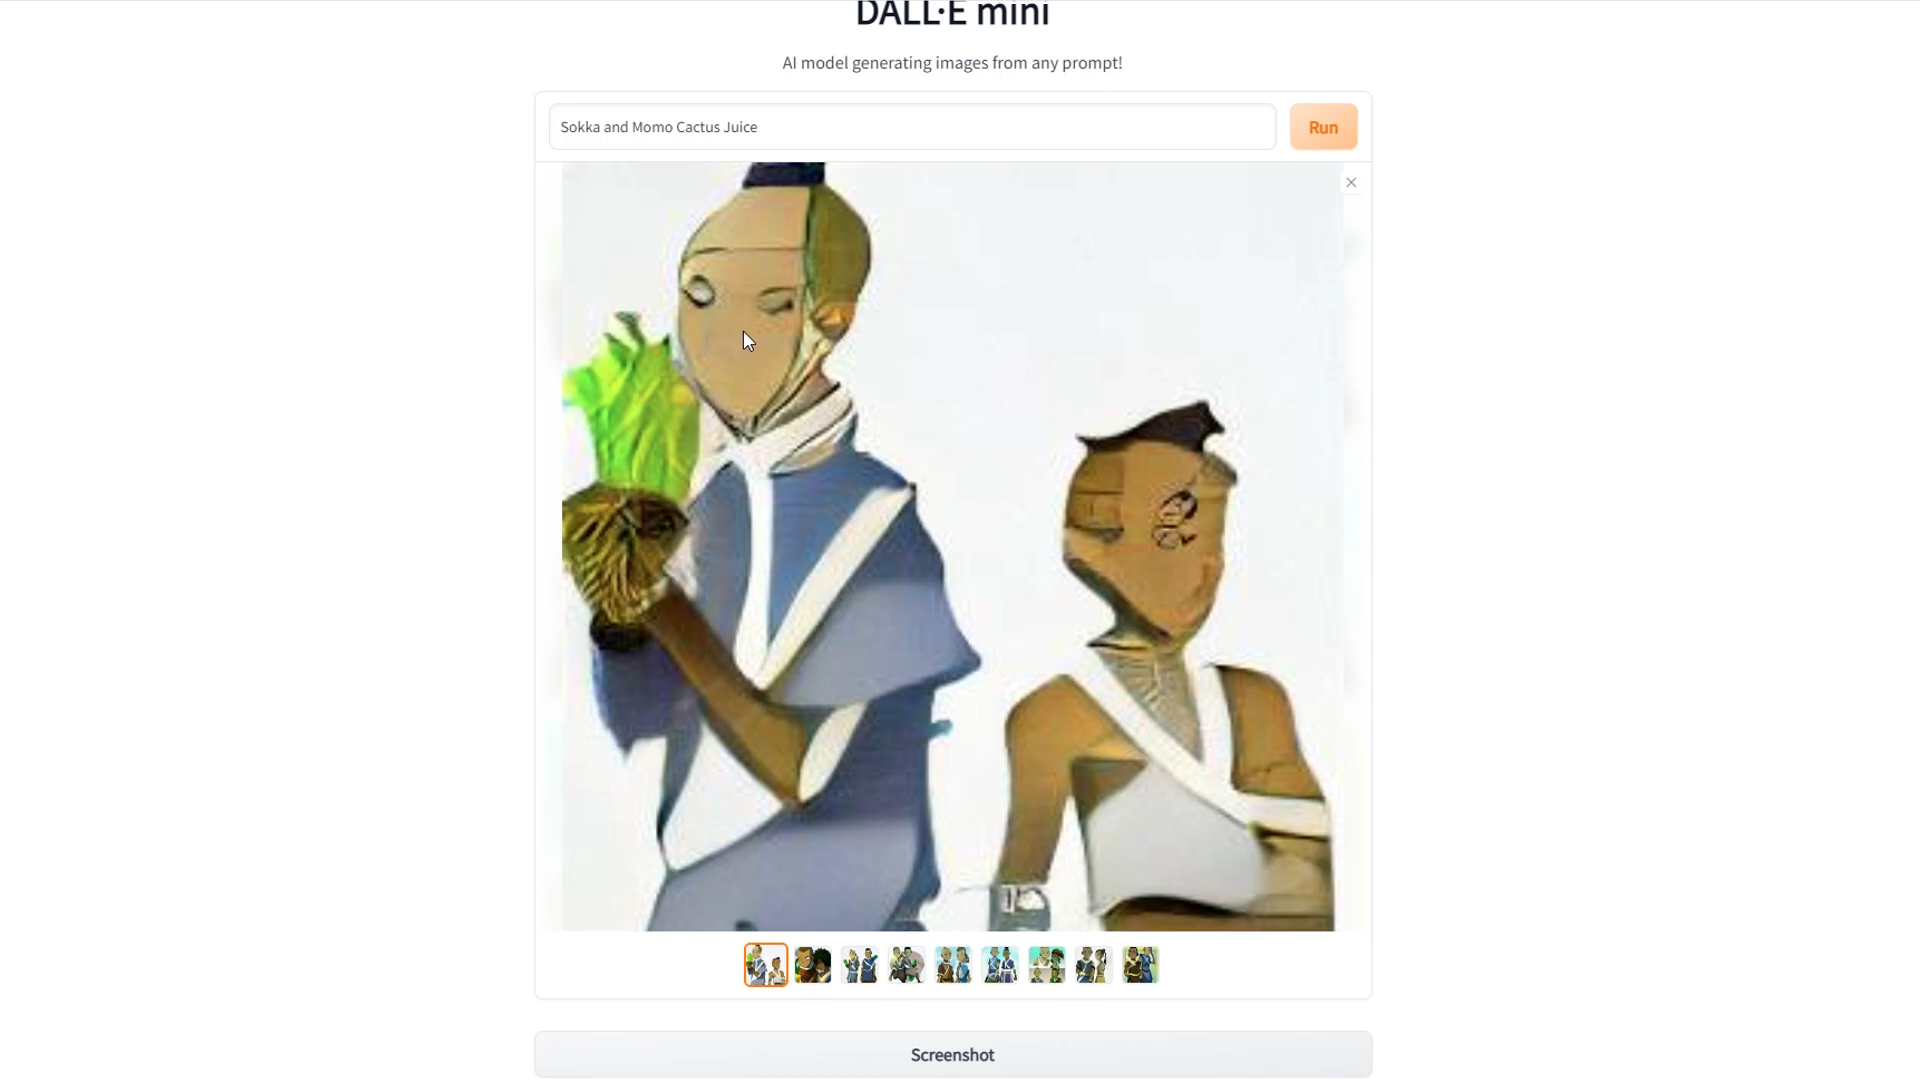 DALL·E mini
AI model generating images from any prompt!
Sokka and Momo Cactus Juice
Run
Screenshot